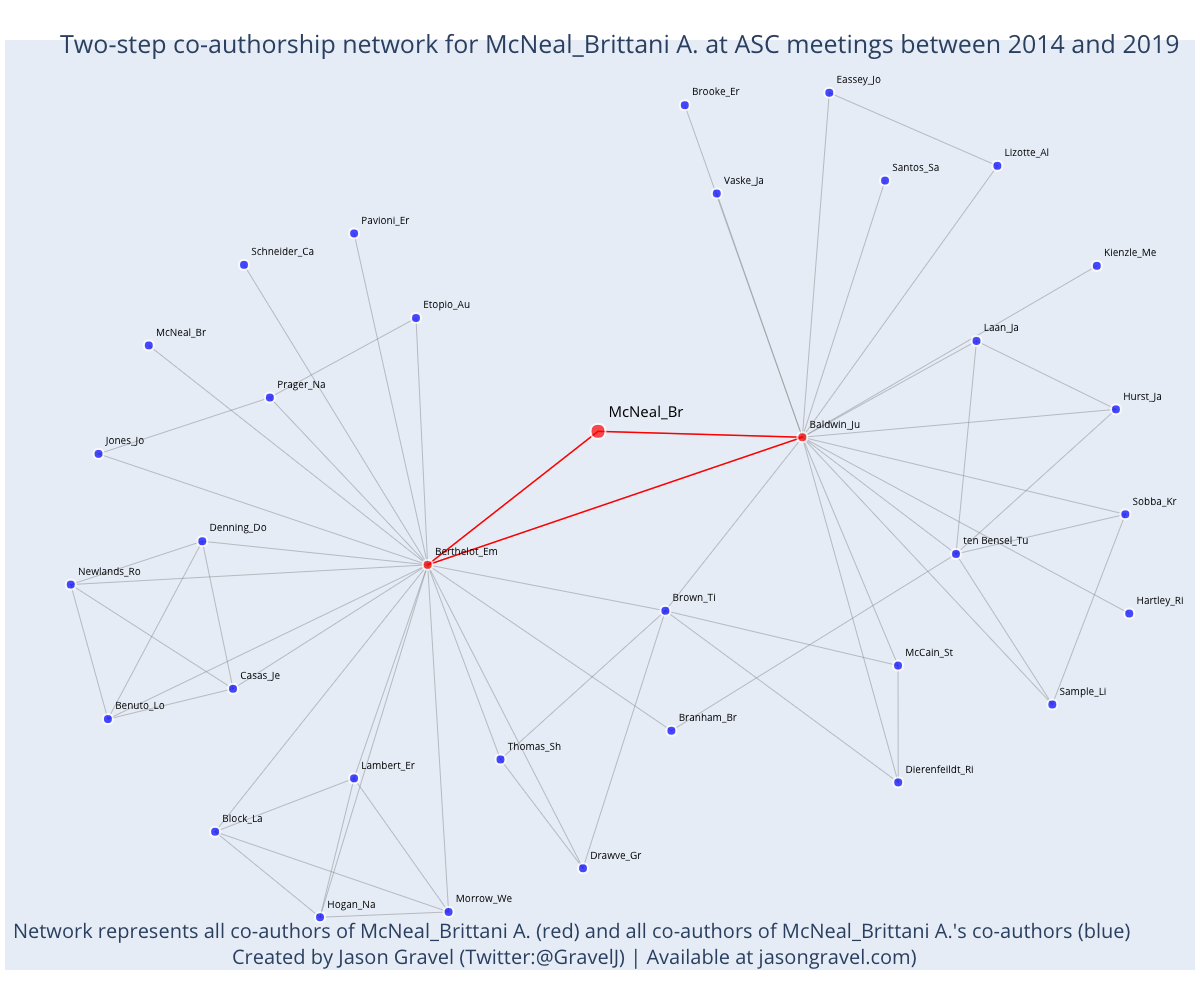 Two-step co-authorship network for McNeal_Brittani A. at ASC meetings between 2014 and 2019
Eassey_Jo
Brooke_Er
Lizotte_Al
Santos_Sa
Vaske_Ja
Pavioni_Er
Schneider_Ca
Kienzle_Me
Etopio_Au
Laan_Ja
McNeal_Br
Prager_Na
Hurst_Ja
McNeal_Br
Baldwin_Ju
Jones_Jo
Sobba_Kr
Denning_Do
ten Bensel_Tu
Berthelot_Em
Newlands_Ro
Brown_Ti
Hartley_Ri
McCain_St
Casas_Je
Sample_Li
Benuto_Lo
Branham_Br
Thomas_Sh
Lambert_Er
Dierenfeildt_Ri
Block_La
Drawve_Gr
Morrow_We
Hogan_Na
Network represents all co-authors of McNeal_Brittani A. (red) and all co-authors of McNeal_Brittani A.'s co-authors (blue)
Created by Jason Gravel (Twitter:@GravelJ) | Available at jasongravel.com)